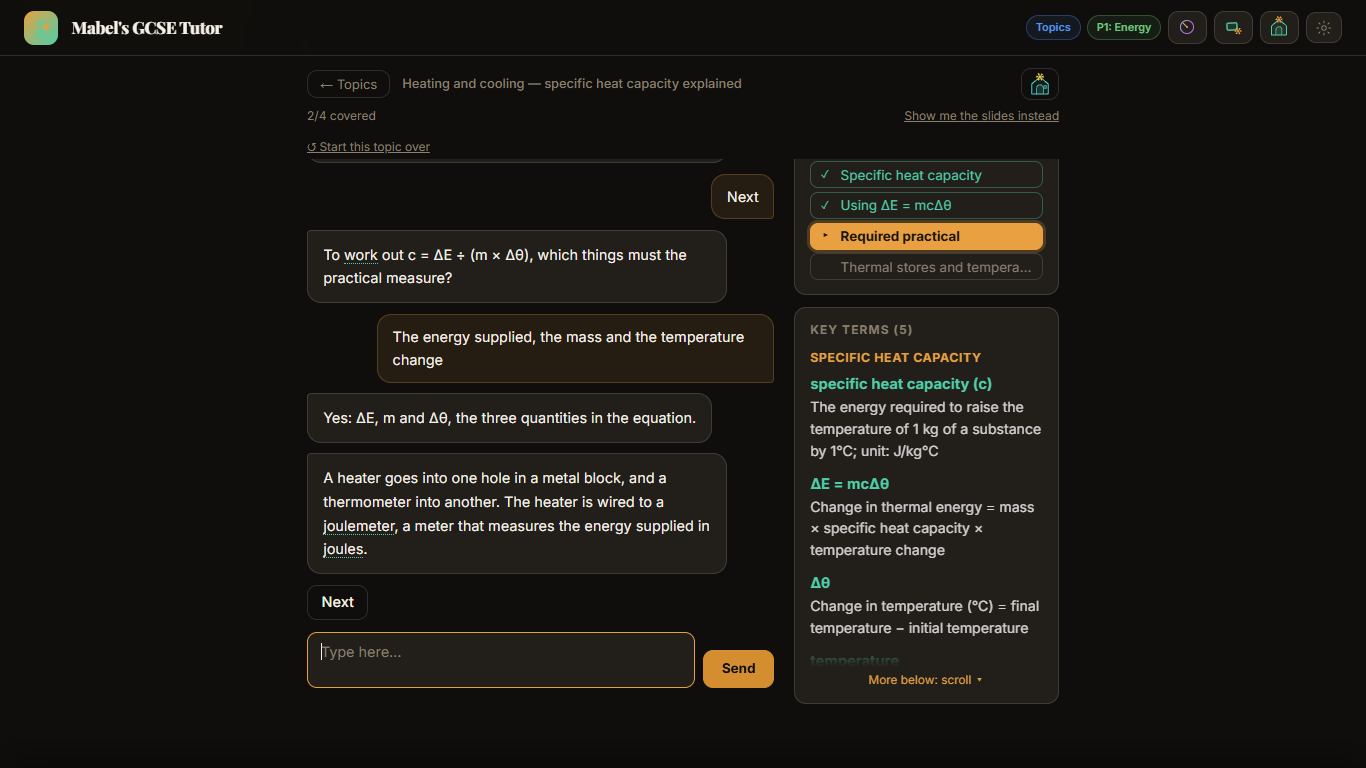 Mabel's GCSE Tutor
Topics
P1: Energy
← Topics
Heating and cooling — specific heat capacity explained
2/4 covered
Show me the slides instead
↺ Start this topic over
Next
To work out c = ΔE ÷ (m × Δθ), which things must the
practical measure?
The energy supplied, the mass and the temperature
change
Yes: ΔE, m and Δθ, the three quantities in the equation.
A heater goes into one hole in a metal block, and a
thermometer into another. The heater is wired to a
joulemeter, a meter that measures the energy supplied in
joules.
Next
Type here...
Send
✓ Specific heat capacity
✓ Using ΔE = mcΔθ
‣ Required practical
Thermal stores and tempera...
KEY TERMS (5)
SPECIFIC HEAT CAPACITY
specific heat capacity (c)
The energy required to raise the
temperature of 1 kg of a substance
by 1°C; unit: J/kg°C
ΔE = mcΔθ
Change in thermal energy = mass
× specific heat capacity ×
temperature change
Δθ
Change in temperature (°C) = final
temperature − initial temperature
temperature
More below: scroll ▾